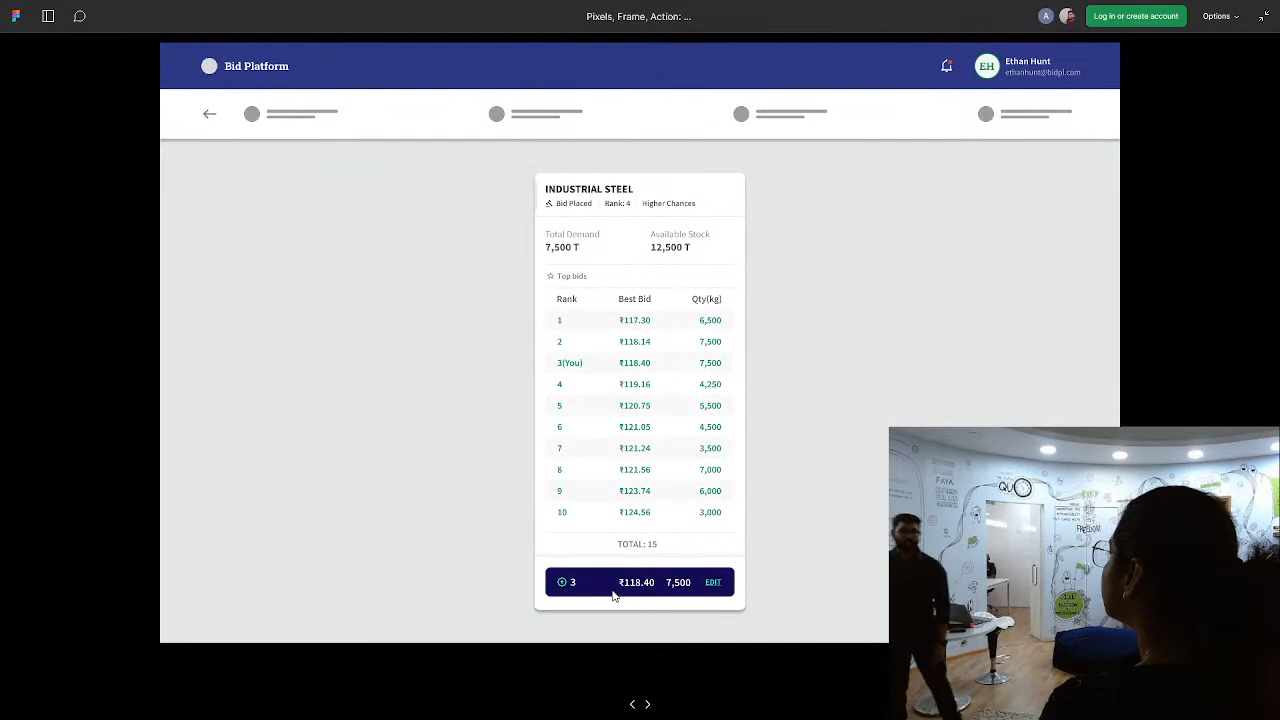 Pixels, Frame, Action: ...
A
Log in or create account
Options
Bid Platform
EH
Ethan Hunt
ethanhunt@bidpl.com
INDUSTRIAL STEEL
Bid Placed Rank: 4 Higher Chances
Total Demand Available Stock
7,500 T 12,500 T
Top bids
Rank Best Bid Qty(kg)
1 ₹117.30 6,500
2 ₹118.14 7,500
3(You) ₹118.40 7,500
4 ₹119.16 4,250
5 ₹120.75 5,500
6 ₹121.05 4,500
7 ₹121.24 3,500
8 ₹121.56 7,000
9 ₹123.74 6,000
10 ₹124.56 3,000
TOTAL: 15
3 ₹118.40 7,500 EDIT
FAYA
QU
FREEDOM